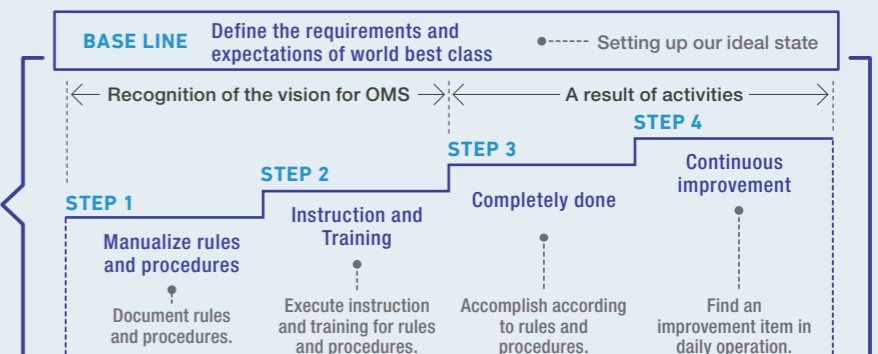 BASE LINE
Define the requirements and
expectations of world best class
Setting up our ideal state
Recognition of the vision for OMS
A result of activities
STEP 1
Manualize rules
and procedures
Document rules
and procedures.
STEP 2
Instruction and
Training
Execute instruction
and training for rules
and procedures.
STEP 3
Completely done
Accomplish according
to rules and
procedures.
STEP 4
Continuous
improvement
Find an
improvement item in
daily operation.